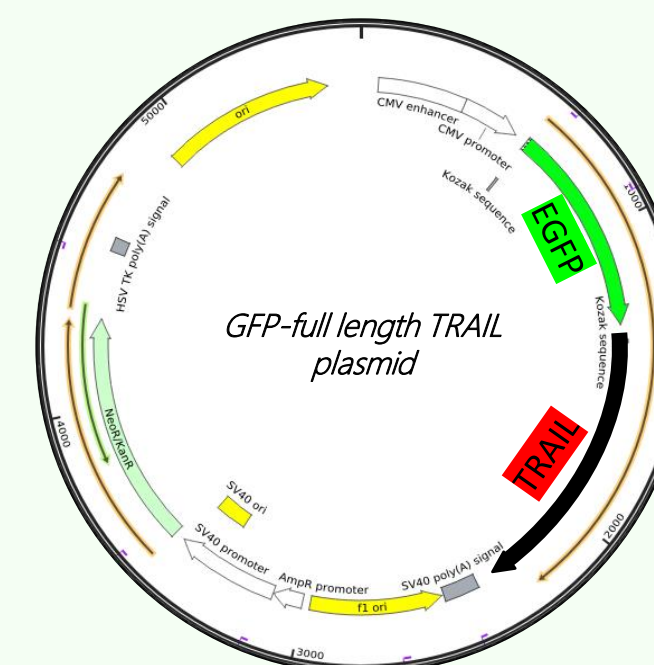 ori
CMV enhancer
CMV promoter
Kozak sequence
EGFP
1000
Kozak sequence
TRAIL
2000
SV40 poly(A) signal
f1 ori
3000
AmpR promoter
SV40 promoter
SV40 ori
NeoR/KanR
4000
HSV TK poly(A) signal
5000
GFP-full length TRAIL
plasmid